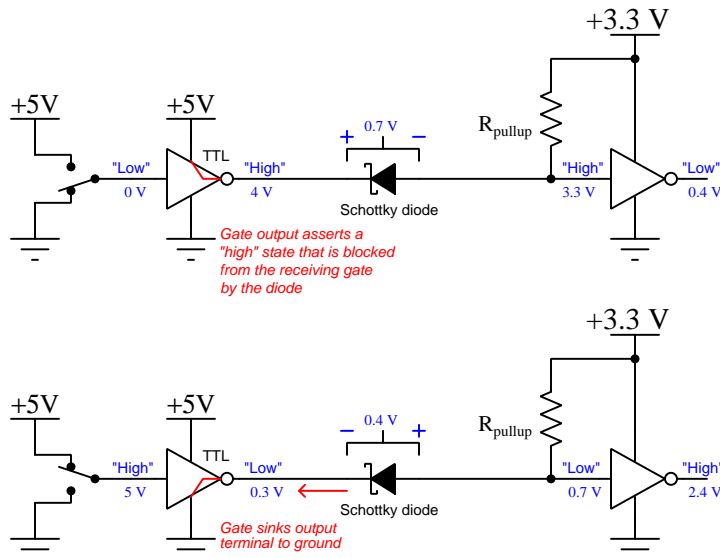 +3.3 V
+5V
+5V
+ 0.7 V −
R pullup
"Low"
TTL
"High"
"High"
"Low"
0 V
4 V
3.3 V
0.4 V
Schottky diode
Gate output asserts a
"high" state that is blocked
from the receiving gate
by the diode
+3.3 V
+5V
+5V
− 0.4 V +
R pullup
"High"
TTL
"Low"
"Low"
"High"
5 V
0.3 V
0.7 V
2.4 V
Schottky diode
Gate sinks output
terminal to ground